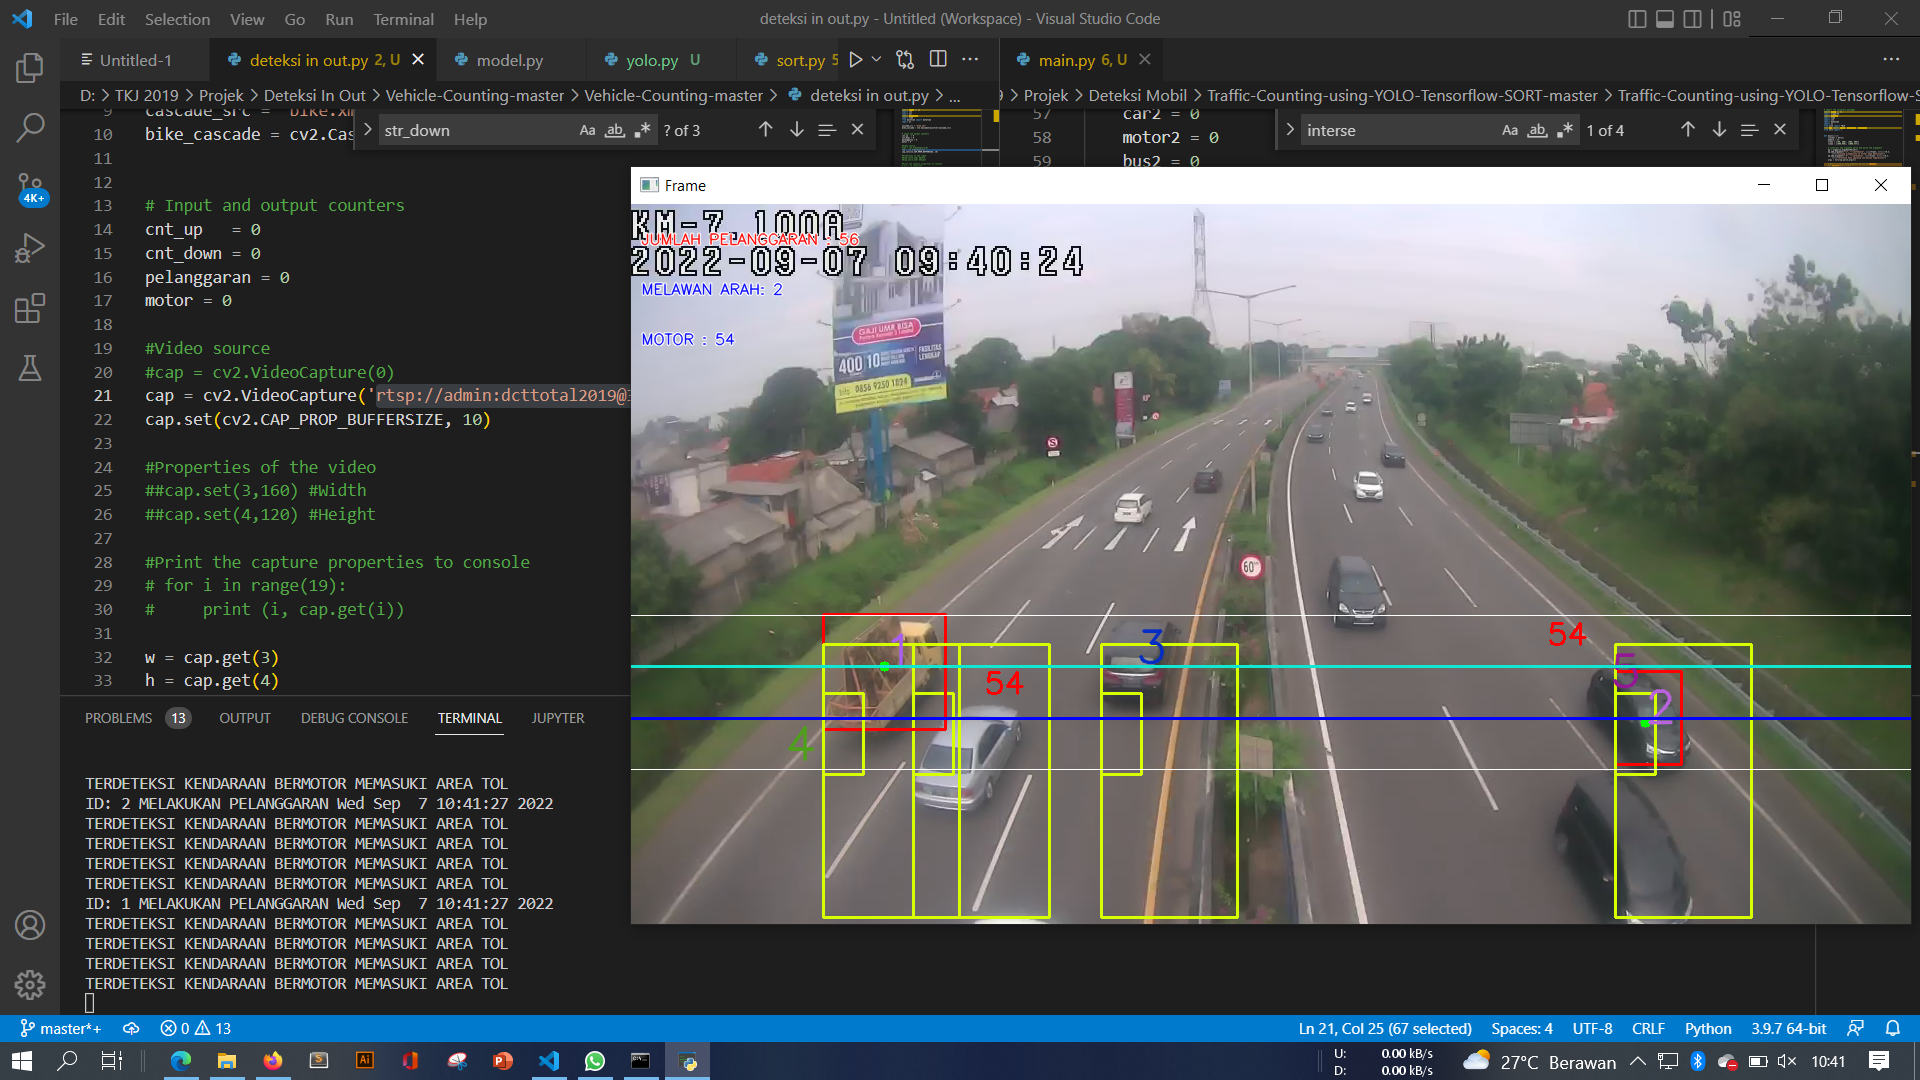 File Edit Selection View Go Run Terminal Help
deteksi in out.py - Untitled (Workspace) - Visual Studio Code
Untitled-1
deteksi in out.py 2, U
model.py
yolo.py U
sort.py 5
main.py 6, U
D: > TKJ 2019 > Projek > Deteksi In Out > Vehicle-Counting-master > Vehicle-Counting-master > deteksi in out.py > ...
9 > Projek > Deteksi Mobil > Traffic-Counting-using-YOLO-Tensorflow-SORT-master > Traffic-Counting-using-YOLO-Tensorflow-S
str_down
Aa ab
? of 3
interse
Aa ab
1 of 4
4K+
9 cascade_src = 'bike.xm
10 bike_cascade = cv2.Cas
11
12
13 # Input and output counters
14 cnt_up   = 0
15 cnt_down = 0
16 pelanggaran = 0
17 motor = 0
18
19 #Video source
20 #cap = cv2.VideoCapture(0)
21 cap = cv2.VideoCapture('rtsp://admin:dcttotal2019@
22 cap.set(cv2.CAP_PROP_BUFFERSIZE, 10)
23
24 #Properties of the video
25 ##cap.set(3,160) #Width
26 ##cap.set(4,120) #Height
27
28 #Print the capture properties to console
29 # for i in range(19):
30 #     print (i, cap.get(i))
31
32 w = cap.get(3)
33 h = cap.get(4)
57 car2 = 0
58 motor2 = 0
59 bus2 = 0
Frame
KM-7.100A
JUMLAH PELANGGARAN : 56
2022-09-07 09:40:24
MELAWAN ARAH: 2
MOTOR : 54
GAJI UMR BISA
400 10
FASILITAS
LENGKAP
0856 9250 1024
S
60
54
1
3
54
5
2
4
PROBLEMS 13 OUTPUT DEBUG CONSOLE TERMINAL JUPYTER
TERDETEKSI KENDARAAN BERMOTOR MEMASUKI AREA TOL
ID: 2 MELAKUKAN PELANGGARAN Wed Sep  7 10:41:27 2022
TERDETEKSI KENDARAAN BERMOTOR MEMASUKI AREA TOL
TERDETEKSI KENDARAAN BERMOTOR MEMASUKI AREA TOL
TERDETEKSI KENDARAAN BERMOTOR MEMASUKI AREA TOL
TERDETEKSI KENDARAAN BERMOTOR MEMASUKI AREA TOL
ID: 1 MELAKUKAN PELANGGARAN Wed Sep  7 10:41:27 2022
TERDETEKSI KENDARAAN BERMOTOR MEMASUKI AREA TOL
TERDETEKSI KENDARAAN BERMOTOR MEMASUKI AREA TOL
TERDETEKSI KENDARAAN BERMOTOR MEMASUKI AREA TOL
TERDETEKSI KENDARAAN BERMOTOR MEMASUKI AREA TOL
master*+
0 13
Ln 21, Col 25 (67 selected) Spaces: 4 UTF-8 CRLF Python 3.9.7 64-bit
U: 0.00 kB/s
D: 0.00 kB/s
27°C Berawan
10:41